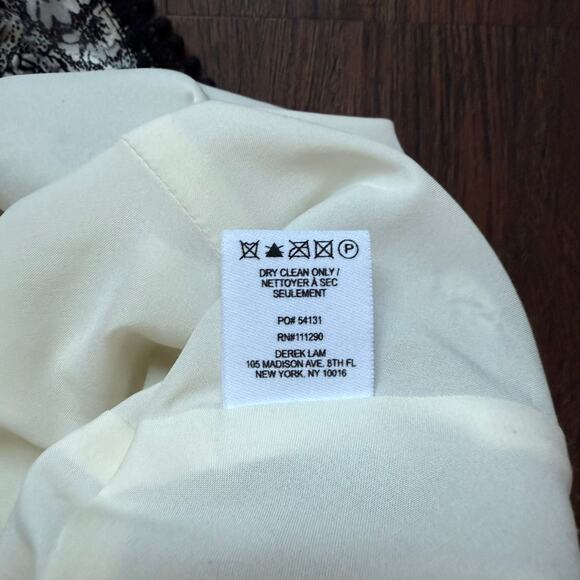 P
DRY CLEAN ONLY /
NETTOYER À SEC
SEULEMENT
PO# 54131
RN#111290
DEREK LAM
105 MADISON AVE. 8TH FL
NEW YORK, NY 10016